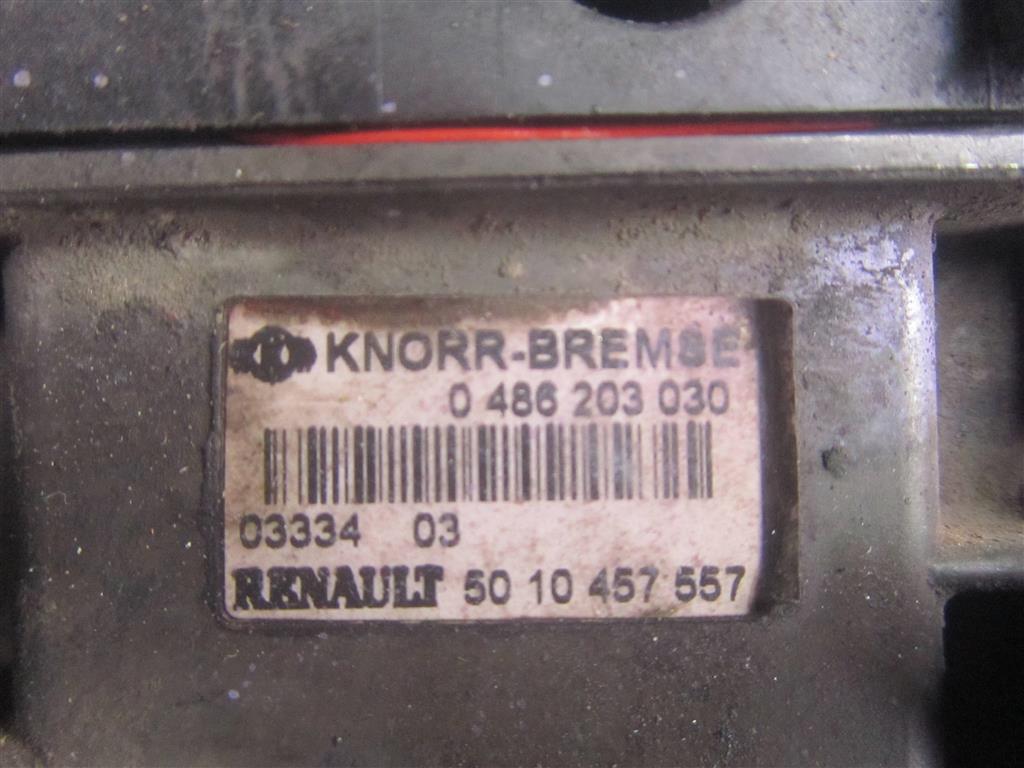 KNORR-BREMSE
0 486 203 030
03334 03
RENAULT 50 10 457 557